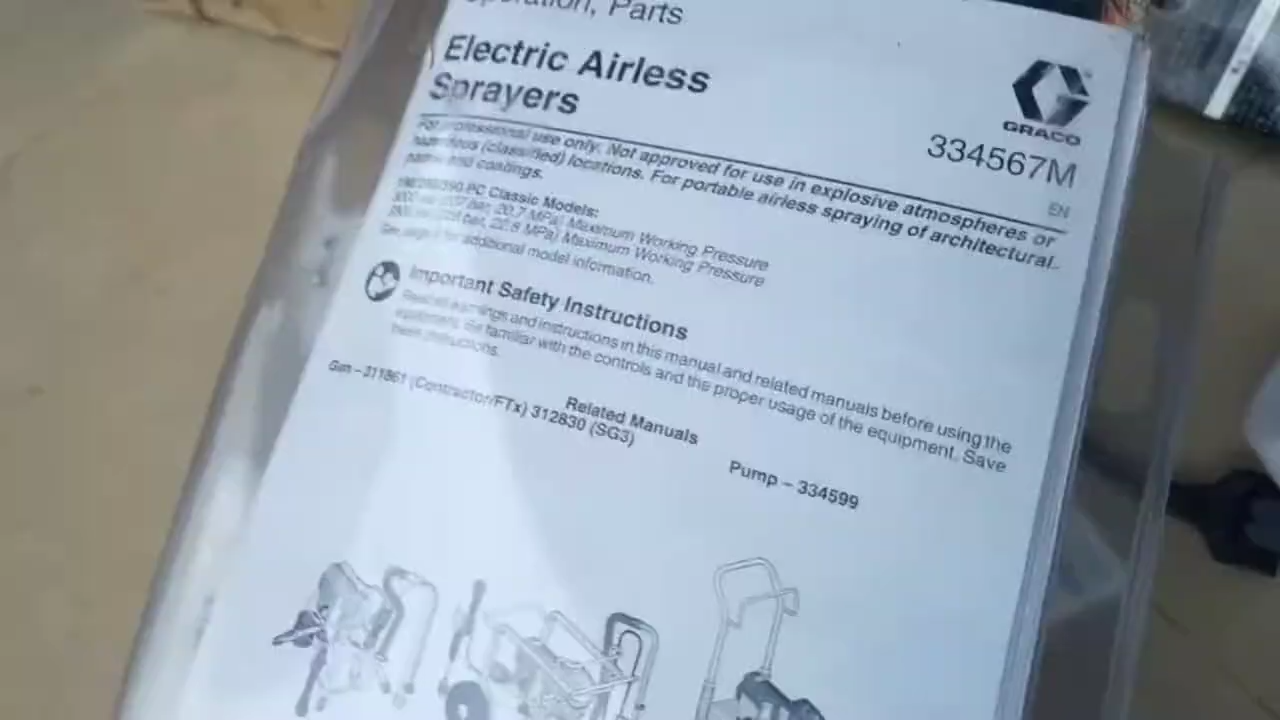 Operation, Parts
Electric Airless
Sprayers
GRACO
334567M
EN
For professional use only. Not approved for use in explosive atmospheres or
hazardous (classified) locations. For portable airless spraying of architectural
paints and coatings.
PC Classic Models:
bar, 20.7 MPa) Maximum Working Pressure
bar, 22.8 MPa) Maximum Working Pressure
See page for additional model information.
Important Safety Instructions
Read all warnings and instructions in this manual and related manuals before using the
equipment. Be familiar with the controls and the proper usage of the equipment. Save
these instructions.
Related Manuals
Gun – 311861 (Contractor/FTx) 312830 (SG3)
Pump – 334599